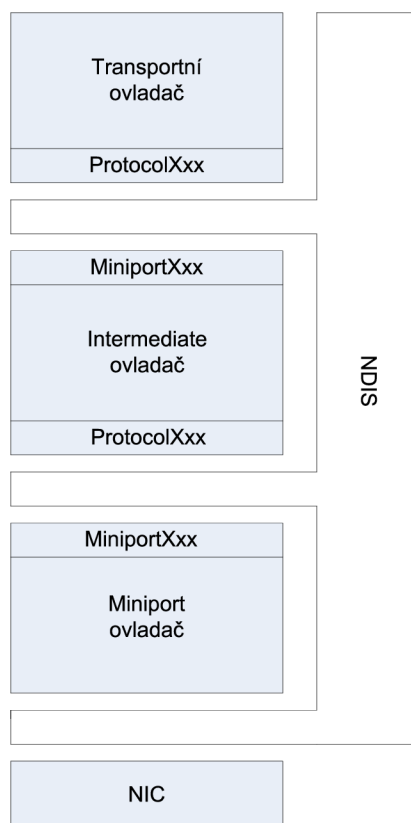 Transportní
ovladač
ProtocolXxx
MiniportXxx
Intermediate
ovladač
ProtocolXxx
NDIS
MiniportXxx
Miniport
ovladač
NIC